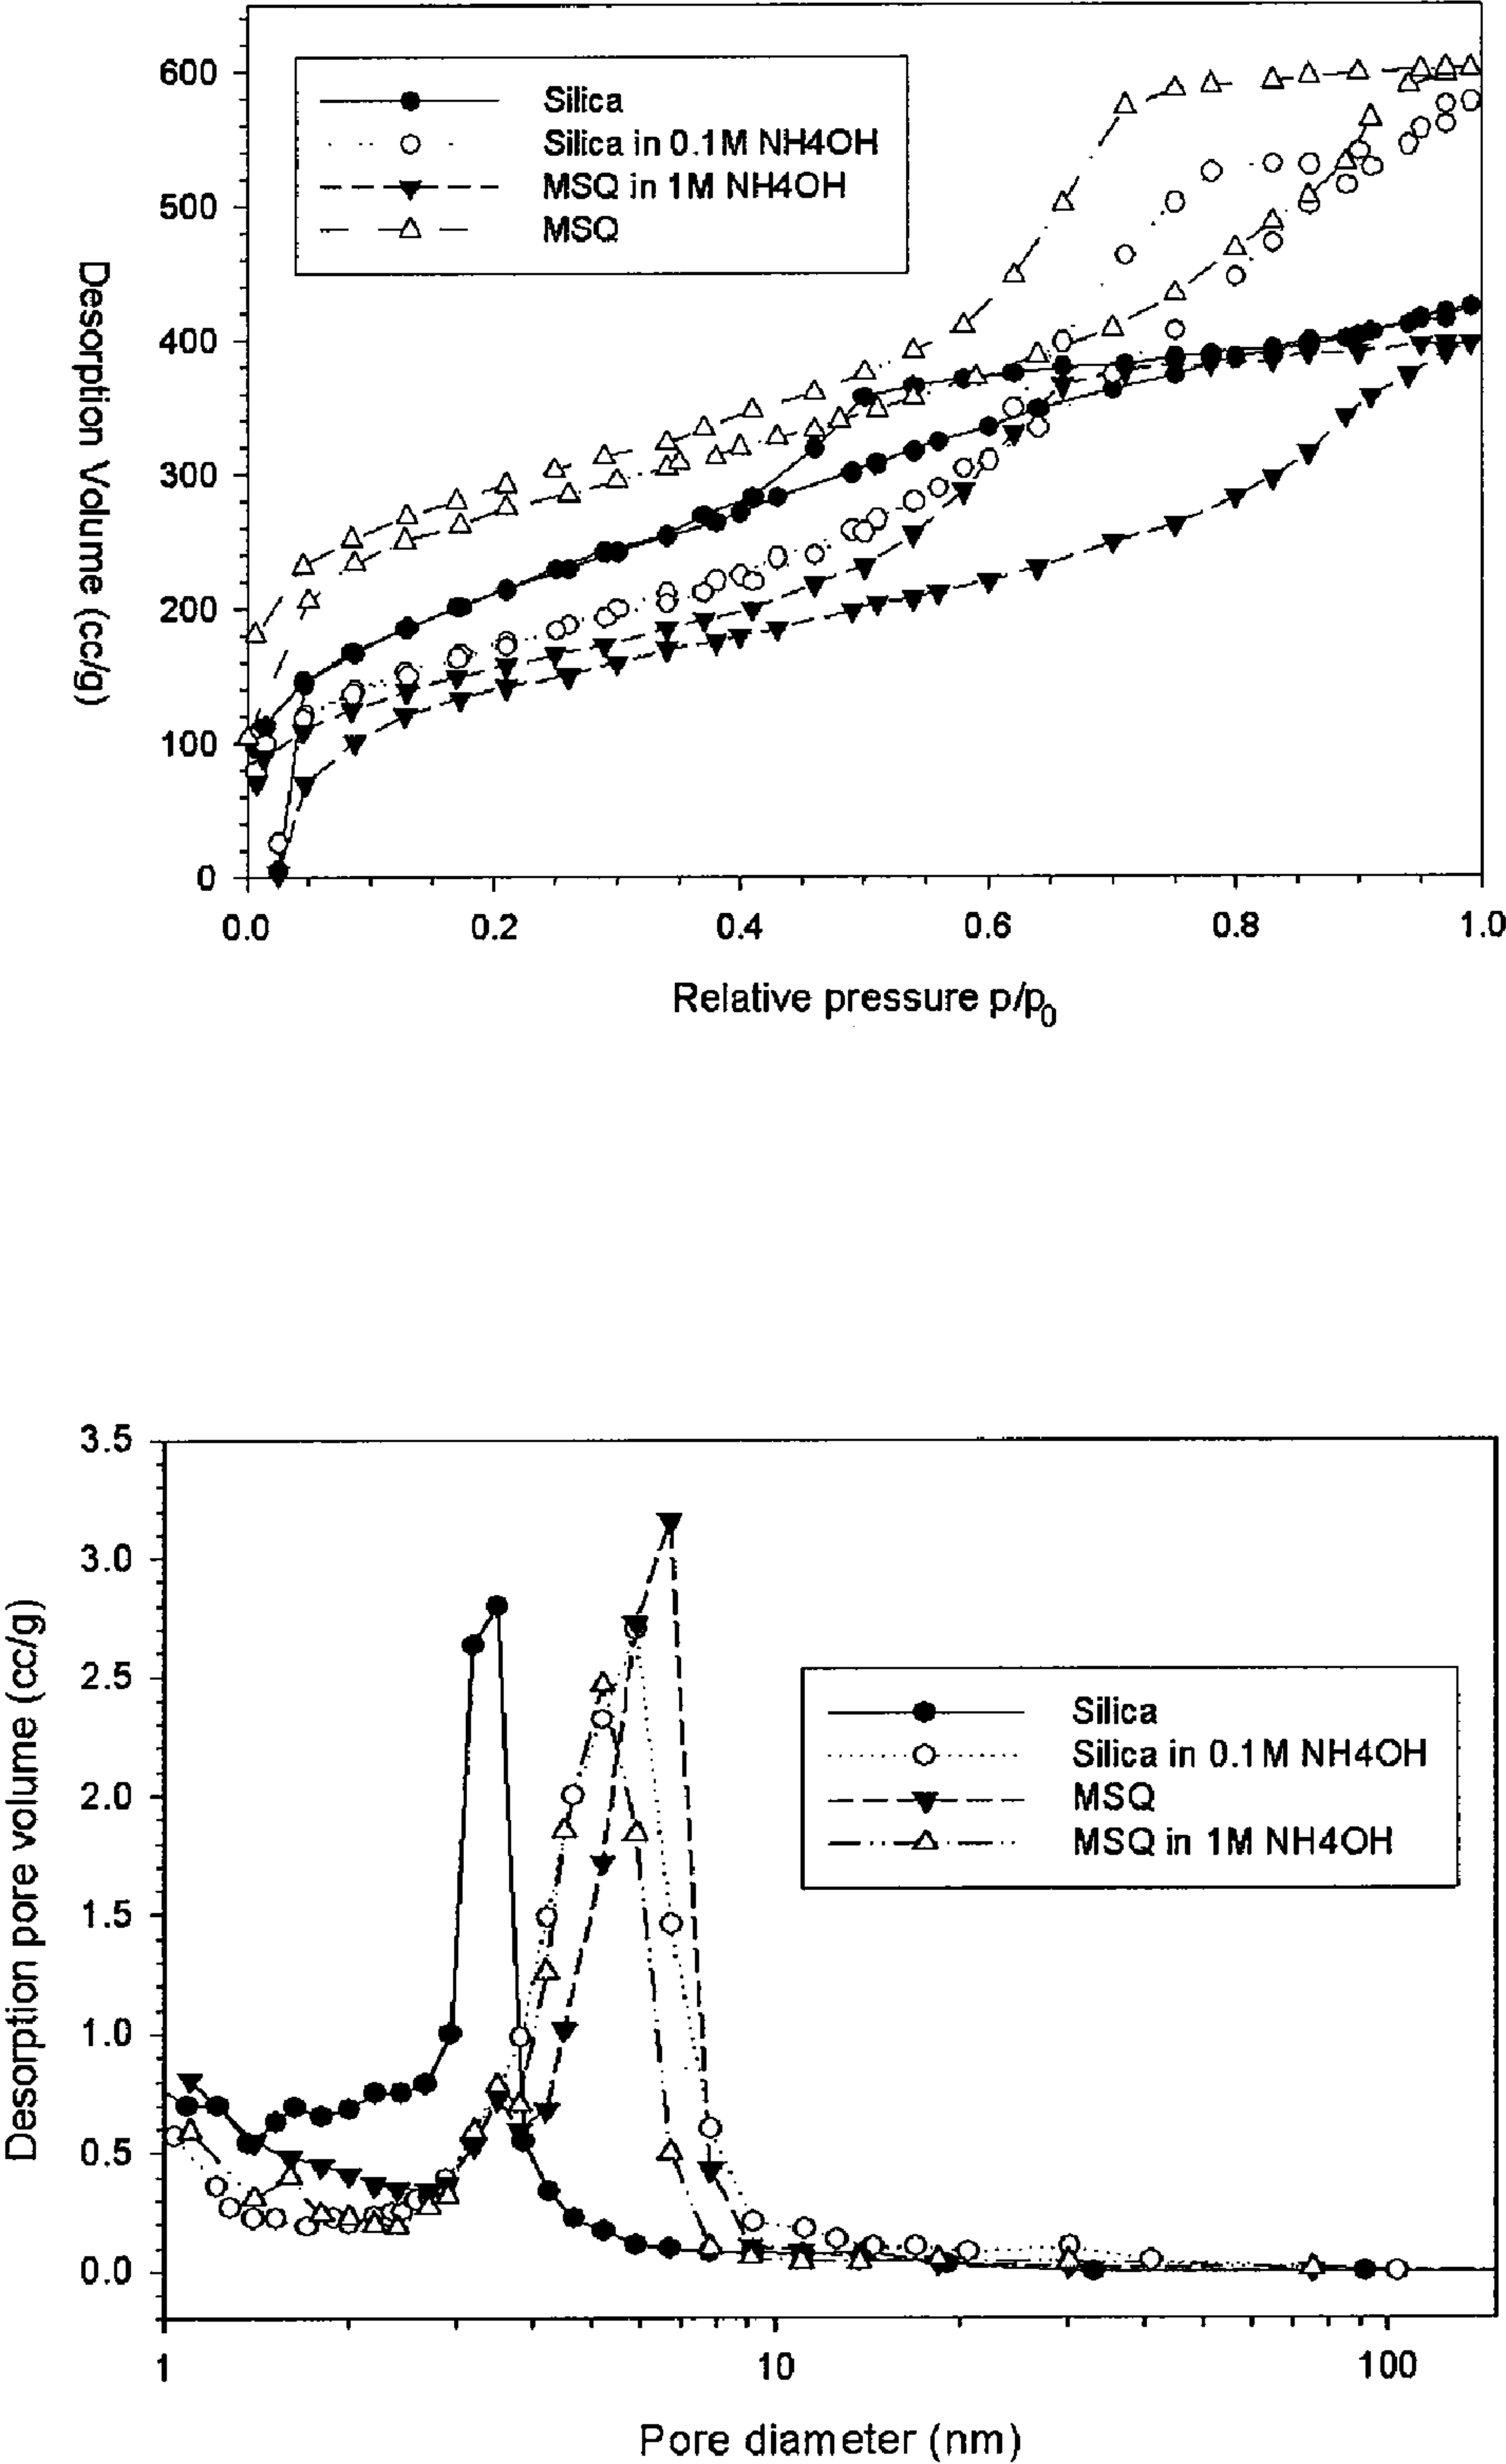 600
500
400
300
200
100
0
Desorption Volume (cc/g)
Silica
Silica in 0.1M NH4OH
MSQ in 1M NH4OH
MSQ
0.0 0.2 0.4 0.6 0.8 1.0
Relative pressure p/p0
3.5
3.0
2.5
2.0
1.5
1.0
0.5
0.0
Desorption pore volume (cc/g)
Silica
Silica in 0.1M NH4OH
MSQ
MSQ in 1M NH4OH
1 10 100
Pore diameter (nm)